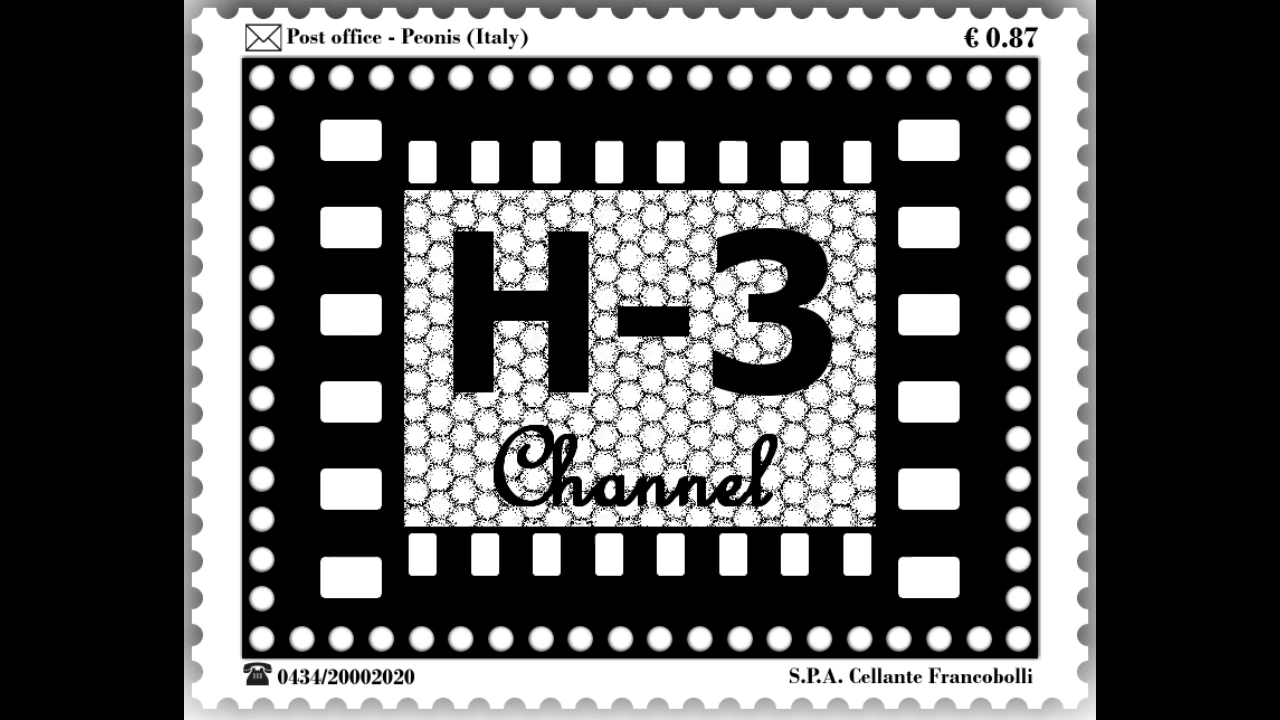 Post office - Peonis (Italy)
€ 0.87
H-3
Channel
0434/20002020
S.P.A. Cellante Francobolli